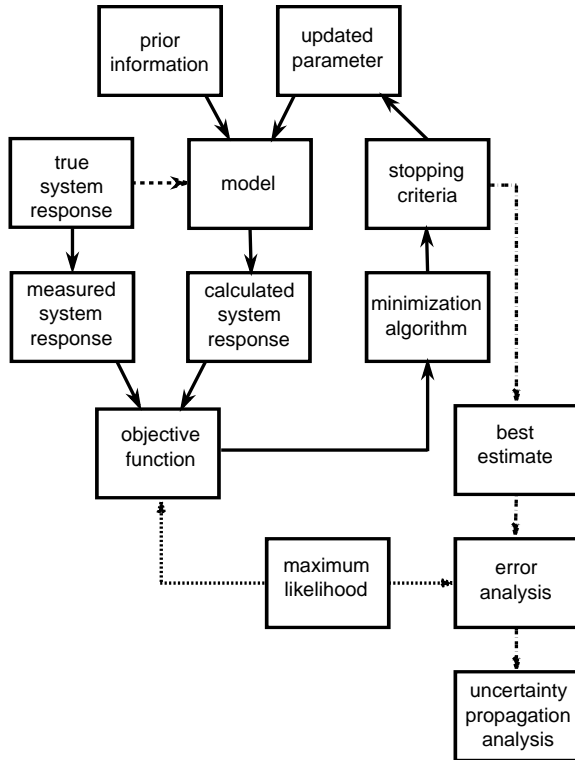 prior
information
updated
parameter
true
system
response
model
stopping
criteria
measured
system
response
calculated
system
response
minimization
algorithm
objective
function
best
estimate
maximum
likelihood
error
analysis
uncertainty
propagation
analysis